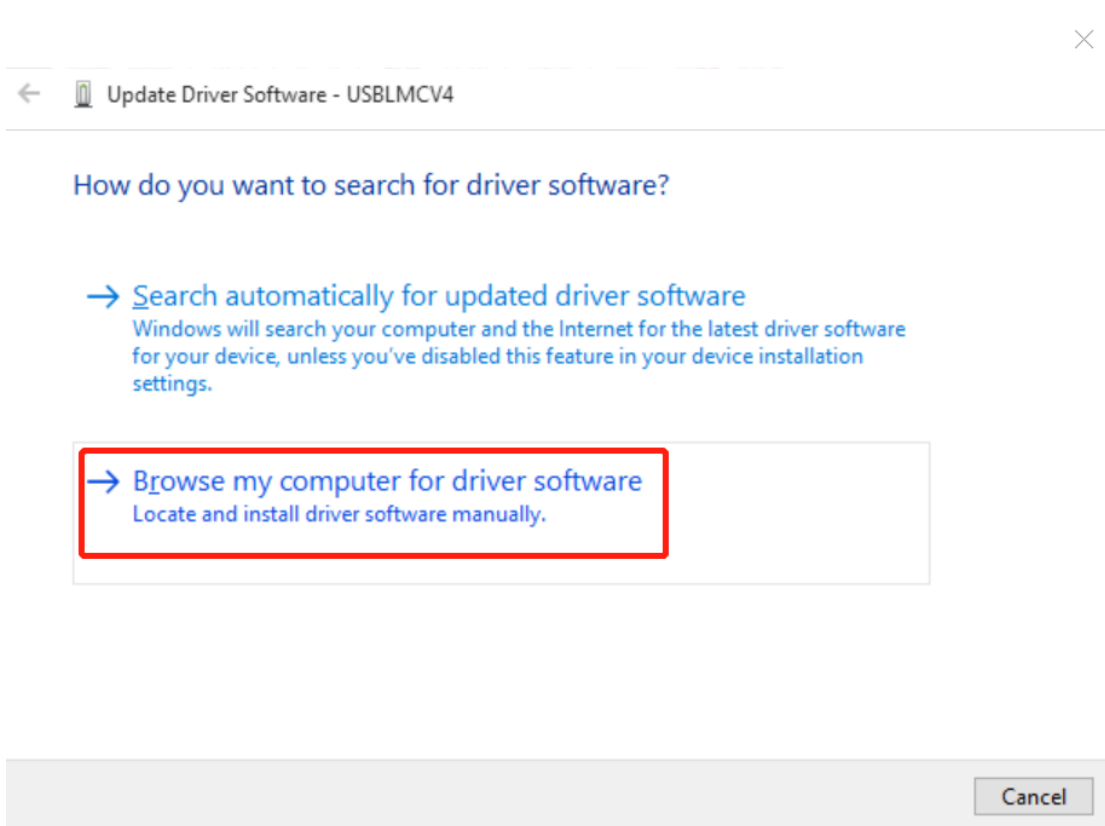 Update Driver Software - USBLMCV4
How do you want to search for driver software?
Search automatically for updated driver software
Windows will search your computer and the Internet for the latest driver software
for your device, unless you've disabled this feature in your device installation
settings.
Browse my computer for driver software
Locate and install driver software manually.
Cancel